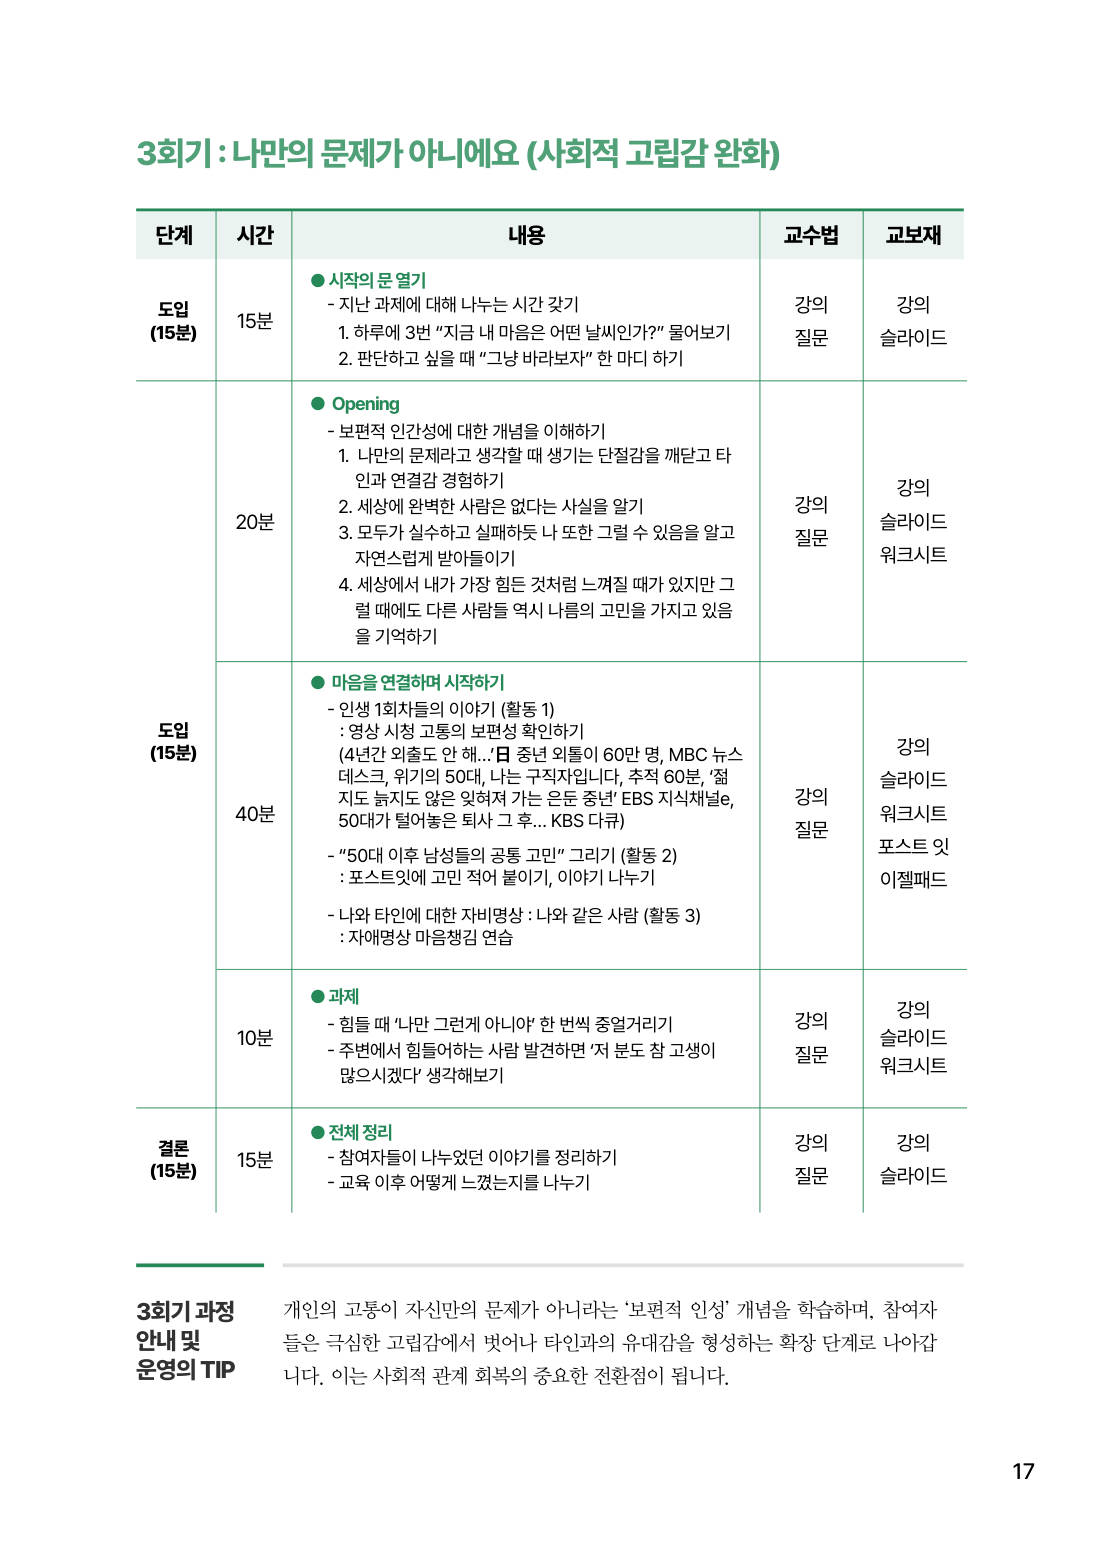 3회기 : 나만의 문제가 아니에요 (사회적 고립감 완화)
단계 시간 내용 교수법 교보재
도입
(15분)
15분
● 시작의 문 열기
- 지난 과제에 대해 나누는 시간 갖기
1. 하루에 3번 “지금 내 마음은 어떤 날씨인가?” 물어보기
2. 판단하고 싶을 때 “그냥 바라보자” 한 마디 하기
강의
질문
강의
슬라이드
도입
(15분)
20분
● Opening
- 보편적 인간성에 대한 개념을 이해하기
1. 나만의 문제라고 생각할 때 생기는 단절감을 깨닫고 타
인과 연결감 경험하기
2. 세상에 완벽한 사람은 없다는 사실을 알기
3. 모두가 실수하고 실패하듯 나 또한 그럴 수 있음을 알고
자연스럽게 받아들이기
4. 세상에서 내가 가장 힘든 것처럼 느껴질 때가 있지만 그
럴 때에도 다른 사람들 역시 나름의 고민을 가지고 있음
을 기억하기
강의
질문
강의
슬라이드
워크시트
40분
● 마음을 연결하며 시작하기
- 인생 1회차들의 이야기 (활동 1)
: 영상 시청 고통의 보편성 확인하기
(4년간 외출도 안 해...’日 중년 외톨이 60만 명, MBC 뉴스
데스크, 위기의 50대, 나는 구직자입니다, 추적 60분, ‘젊
지도 늙지도 않은 잊혀져 가는 은둔 중년’ EBS 지식채널e,
50대가 털어놓은 퇴사 그 후... KBS 다큐)
- “50대 이후 남성들의 공통 고민” 그리기 (활동 2)
: 포스트잇에 고민 적어 붙이기, 이야기 나누기
- 나와 타인에 대한 자비명상 : 나와 같은 사람 (활동 3)
: 자애명상 마음챙김 연습
강의
질문
강의
슬라이드
워크시트
포스트 잇
이젤패드
10분
● 과제
- 힘들 때 ‘나만 그런게 아니야’ 한 번씩 중얼거리기
- 주변에서 힘들어하는 사람 발견하면 ‘저 분도 참 고생이
많으시겠다’ 생각해보기
강의
질문
강의
슬라이드
워크시트
결론
(15분)
15분
● 전체 정리
- 참여자들이 나누었던 이야기를 정리하기
- 교육 이후 어떻게 느꼈는지를 나누기
강의
질문
강의
슬라이드
3회기 과정
안내 및
운영의 TIP
개인의 고통이 자신만의 문제가 아니라는 ‘보편적 인성’ 개념을 학습하며, 참여자
들은 극심한 고립감에서 벗어나 타인과의 유대감을 형성하는 확장 단계로 나아갑
니다. 이는 사회적 관계 회복의 중요한 전환점이 됩니다.
17